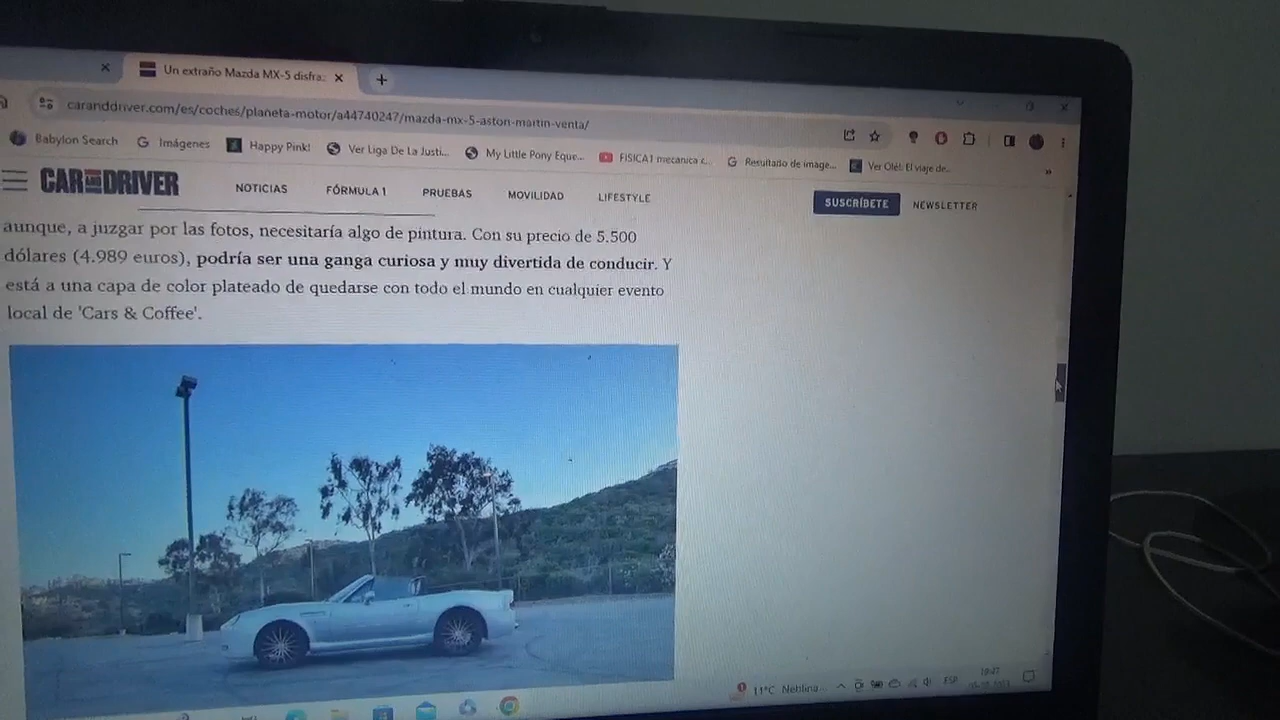 Un extraño Mazda MX-5 disfra:
caranddriver.com/es/coches/planeta-motor/a44740247/mazda-mx-5-aston-martin-venta/
Babylon Search
Imágenes
Happy Pink!
Ver Liga De La Justi...
My Little Pony Eque...
FISICA1 mecanica c...
Resultado de image...
Ver Olé!: El viaje de...
CAR AND DRIVER
NOTICIAS
FÓRMULA 1
PRUEBAS
MOVILIDAD
LIFESTYLE
SUSCRÍBETE
NEWSLETTER
aunque, a juzgar por las fotos, necesitaría algo de pintura. Con su precio de 5.500
dólares (4.989 euros), podría ser una ganga curiosa y muy divertida de conducir. Y
está a una capa de color plateado de quedarse con todo el mundo en cualquier evento
local de 'Cars & Coffee'.
11°C Neblina...
ESP